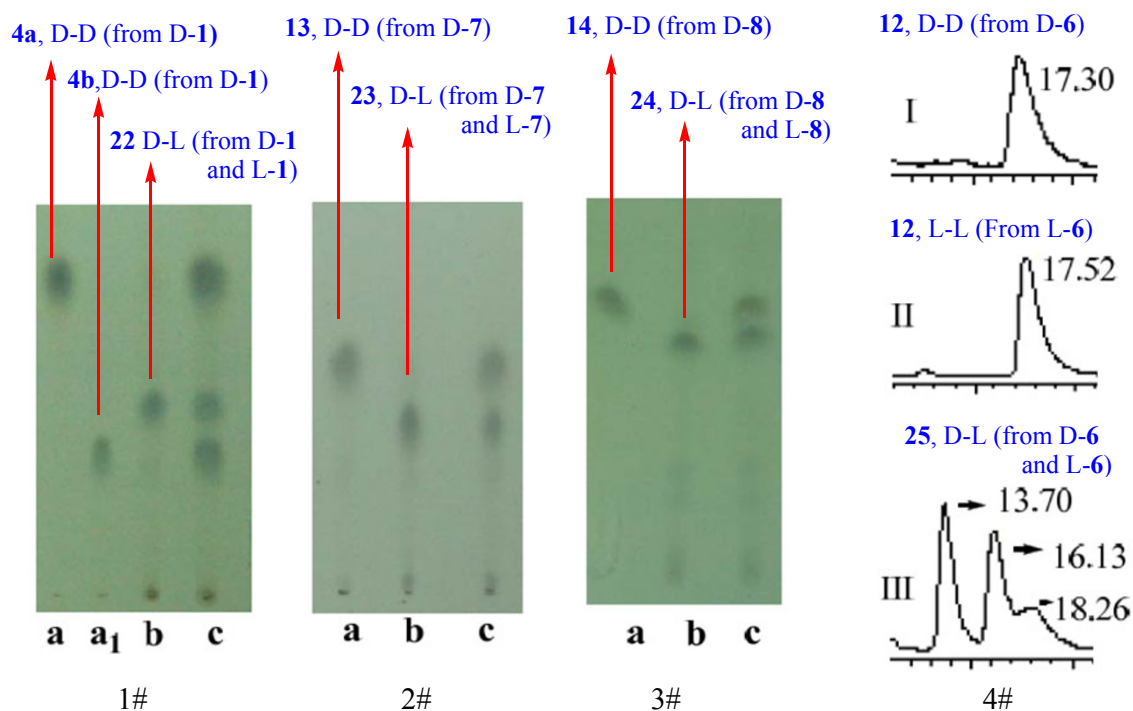 4a, D-D (from D-1)
4b,D-D (from D-1)
22 D-L (from D-1
and L-1)
a a1 b c
1#
13, D-D (from D-7)
23, D-L (from D-7
and L-7)
a b c
2#
14, D-D (from D-8)
24, D-L (from D-8
and L-8)
a b c
3#
12, D-D (from D-6)
I
17.30
12, L-L (From L-6)
II
17.52
25, D-L (from D-6
and L-6)
13.70
16.13
18.26
III
4#